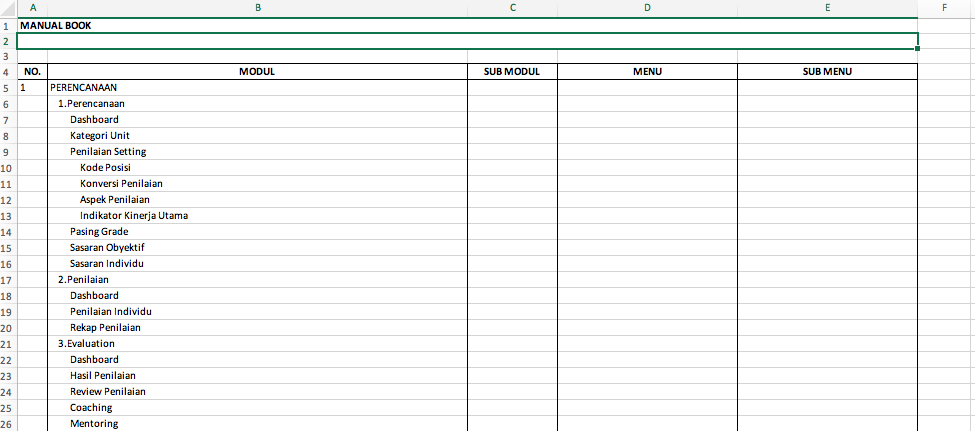 A B C D E F
1 MANUAL BOOK
2
3
4 NO. MODUL SUB MODUL MENU SUB MENU
5 1 PERENCANAAN
6 1.Perencanaan
7 Dashboard
8 Kategori Unit
9 Penilaian Setting
10 Kode Posisi
11 Konversi Penilaian
12 Aspek Penilaian
13 Indikator Kinerja Utama
14 Pasing Grade
15 Sasaran Obyektif
16 Sasaran Individu
17 2.Penilaian
18 Dashboard
19 Penilaian Individu
20 Rekap Penilaian
21 3.Evaluation
22 Dashboard
23 Hasil Penilaian
24 Review Penilaian
25 Coaching
26 Mentoring